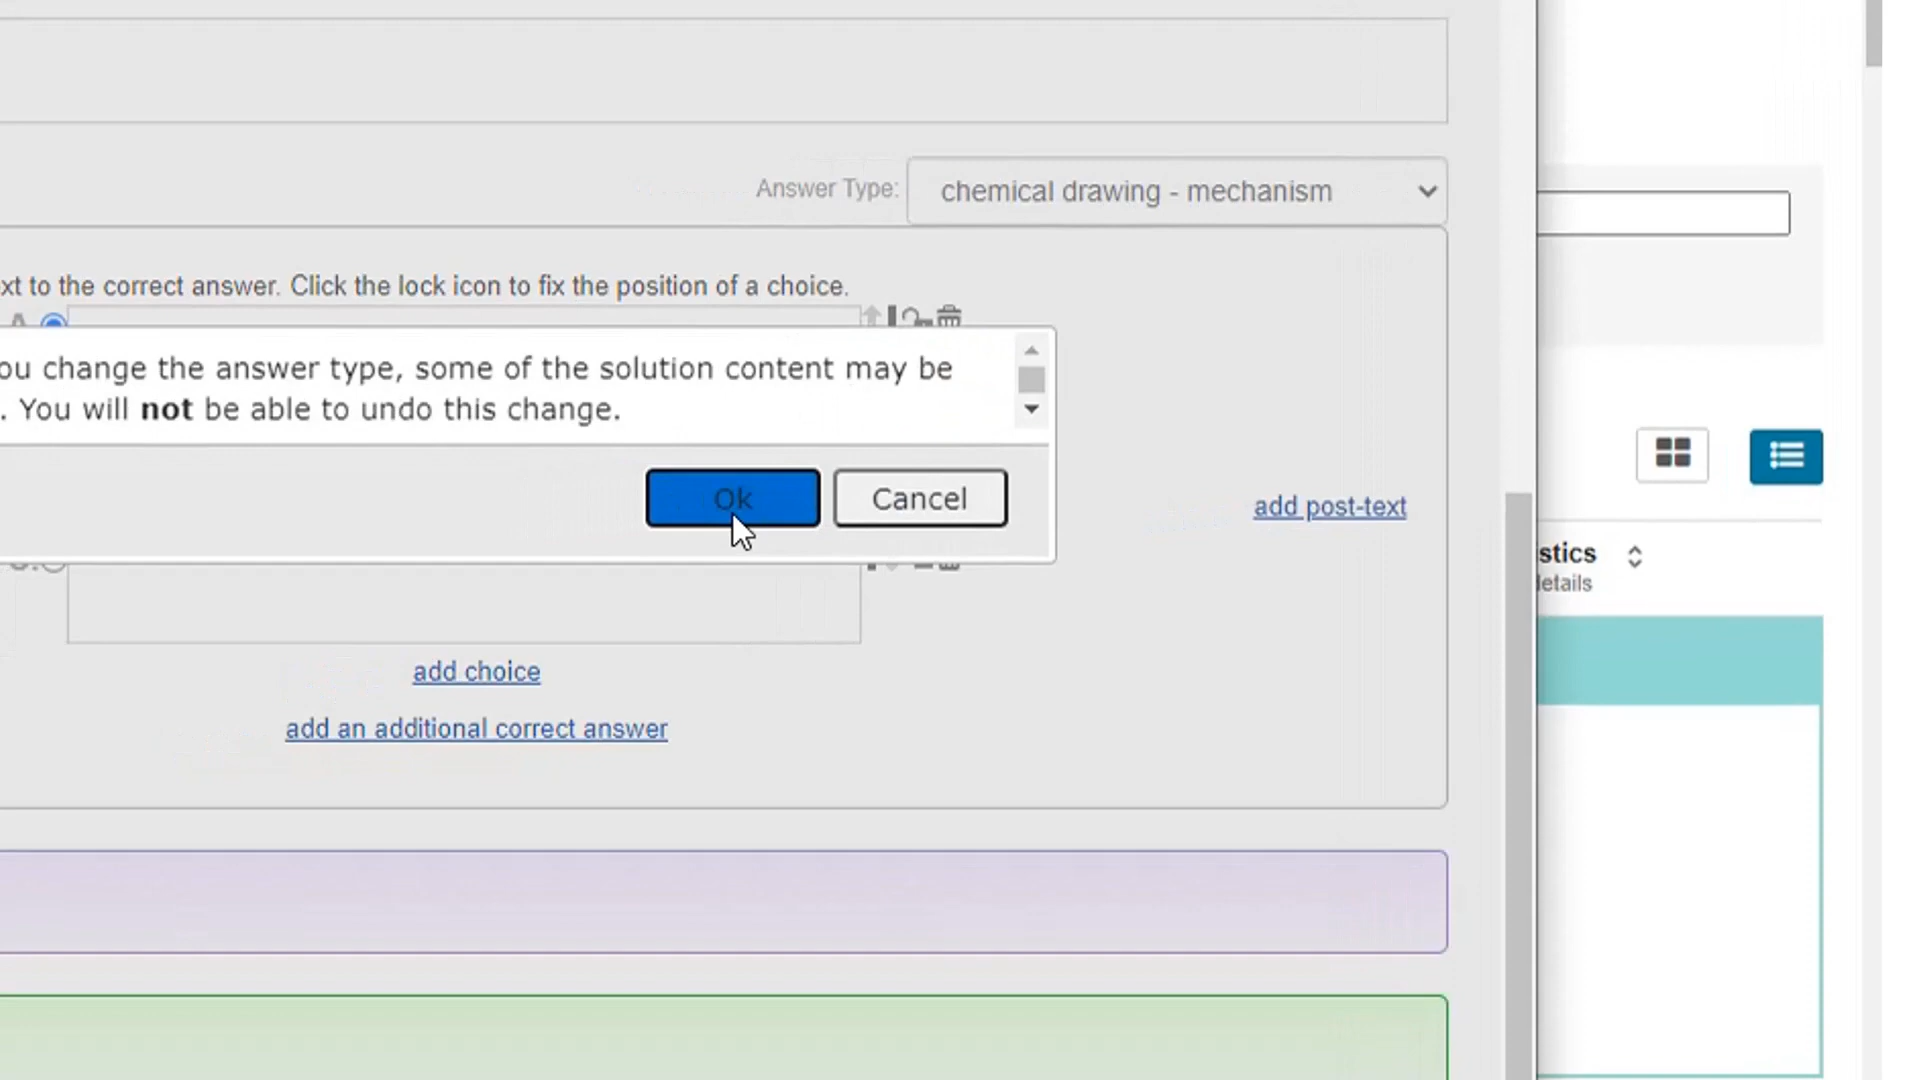 Answer Type:
chemical drawing - mechanism
xt to the correct answer. Click the lock icon to fix the position of a choice.
ou change the answer type, some of the solution content may be
. You will not be able to undo this change.
Ok
Cancel
add post-text
stics
details
add choice
add an additional correct answer